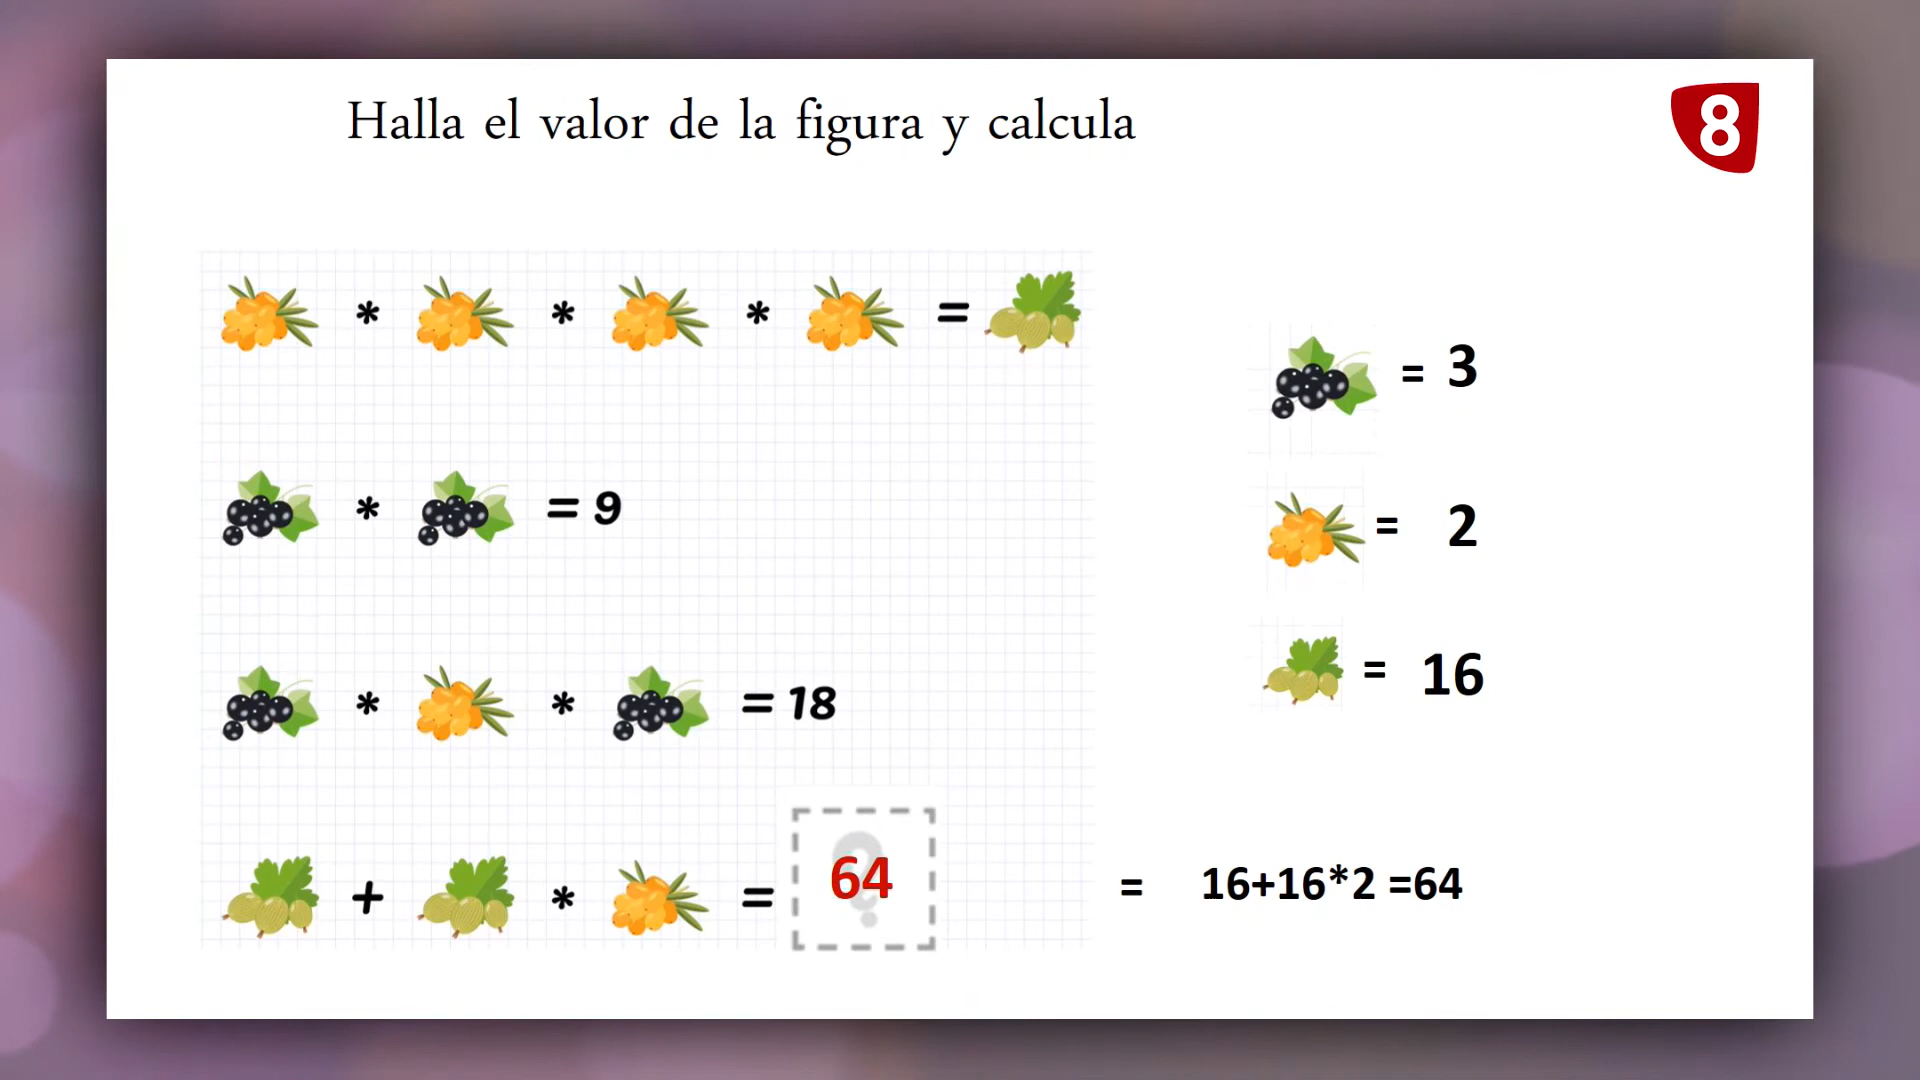 Halla el valor de la figura y calcula
8
* * * =
* = 9
* * = 18
+ * = ? 64
= 3
= 2
= 16
= 16+16*2 =64